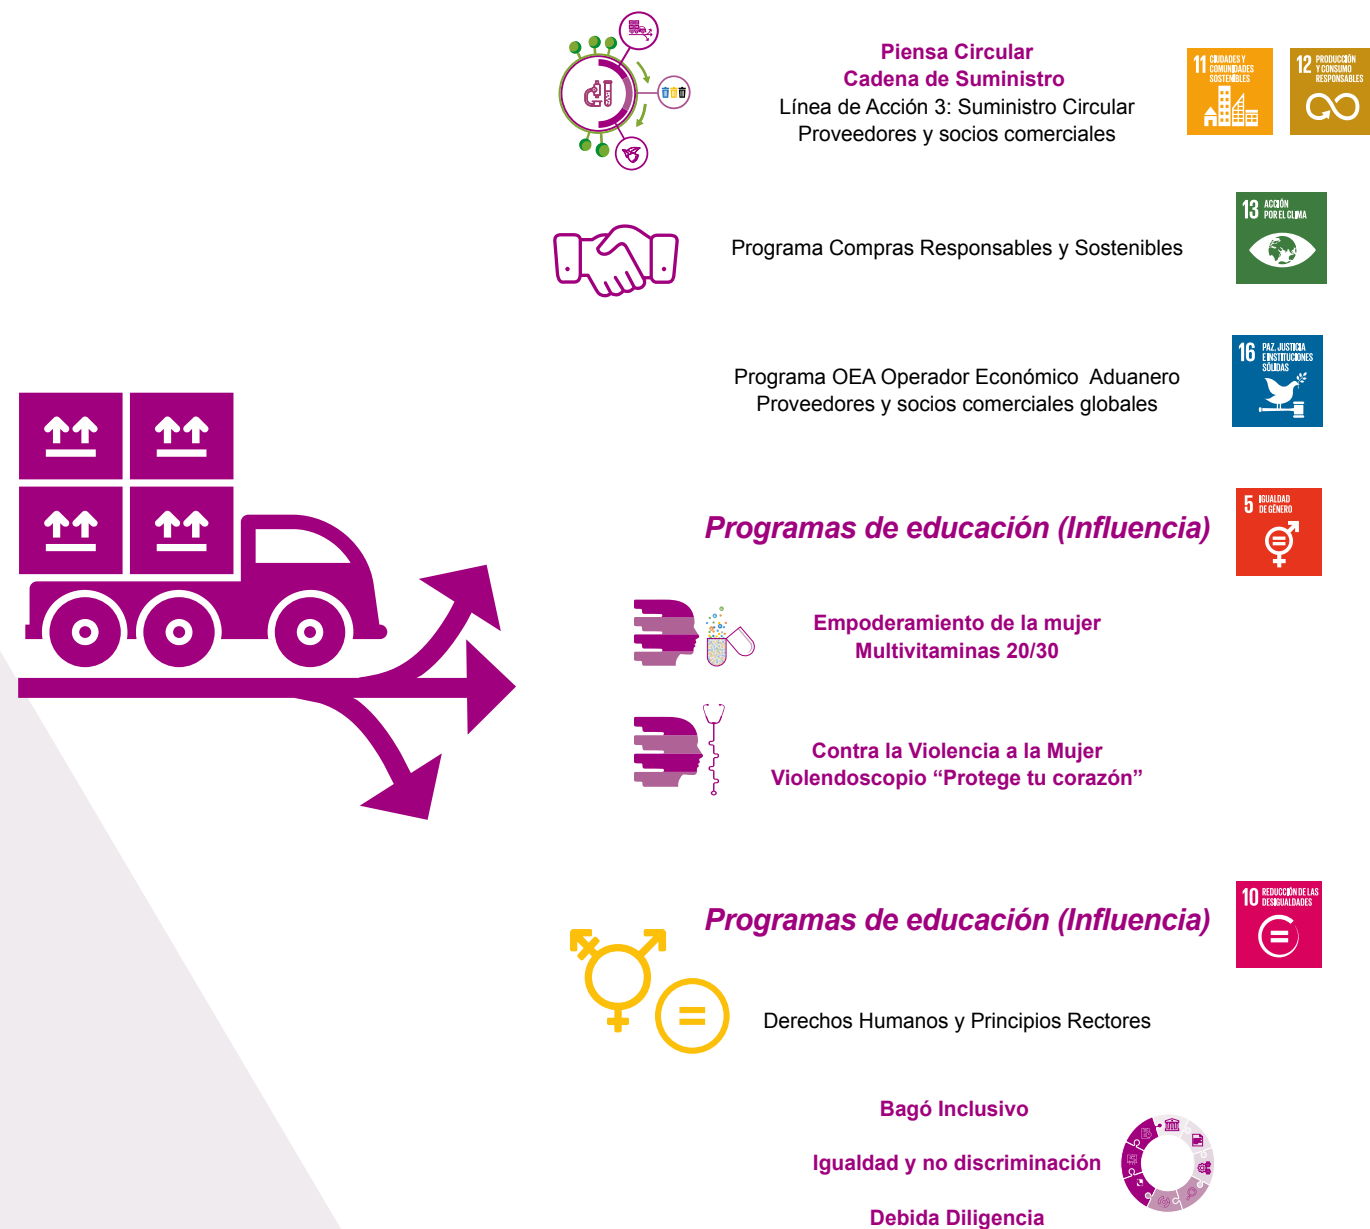 Piensa Circular
Cadena de Suministro
Línea de Acción 3: Suministro Circular
Proveedores y socios comerciales
11 CIUDADES Y
COMUNIDADES
SOSTENIBLES
12 PRODUCCIÓN
Y CONSUMO
RESPONSABLES
Programa Compras Responsables y Sostenibles
13 ACCIÓN
POR EL CLIMA
Programa OEA Operador Económico  Aduanero
Proveedores y socios comerciales globales
16 PAZ, JUSTICIA
E INSTITUCIONES
SÓLIDAS
Programas de educación (Influencia)
5 IGUALDAD
DE GÉNERO
Empoderamiento de la mujer
Multivitaminas 20/30
Contra la Violencia a la Mujer
Violendoscopio “Protege tu corazón”
Programas de educación (Influencia)
10 REDUCCIÓN DE LAS
DESIGUALDADES
Derechos Humanos y Principios Rectores
Bagó Inclusivo
Igualdad y no discriminación
Debida Diligencia